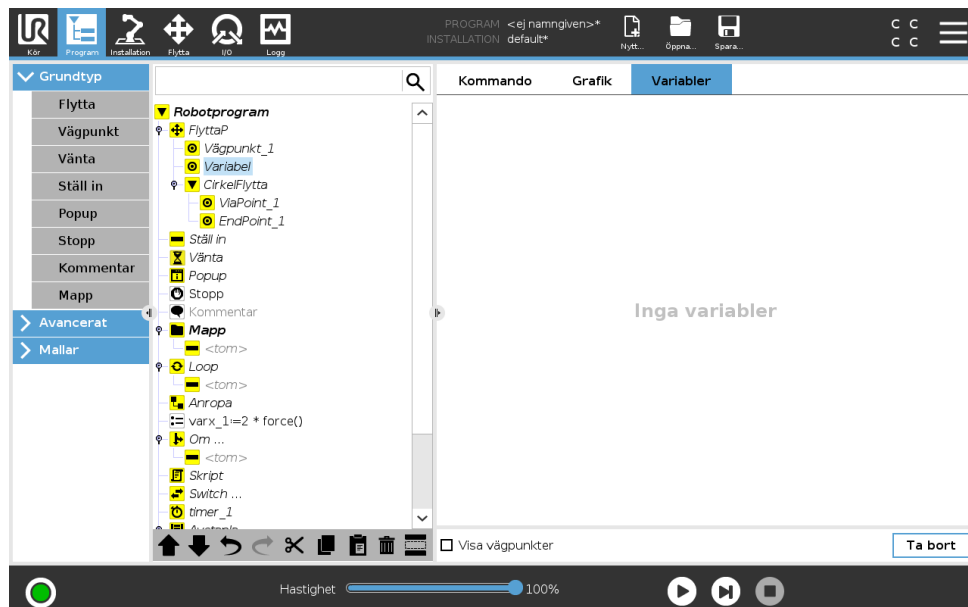 PROGRAM <ej namngiven>*
INSTALLATION default*
Kör
Program
Installation
Flytta
I/O
Logg
Nytt...
Öppna...
Spara...
C C
C C
Grundtyp
Flytta
Vägpunkt
Vänta
Ställ in
Popup
Stopp
Kommentar
Mapp
Avancerat
Mallar
Robotprogram
FlyttaP
Vägpunkt_1
Variabel
CirkelFlytta
ViaPoint_1
EndPoint_1
Ställ in
Vänta
Popup
Stopp
Kommentar
Mapp
<tom>
Loop
<tom>
Anropa
varx_1:=2 * force()
Om ...
<tom>
Skript
Switch ...
timer_1
Kommando
Grafik
Variabler
Inga variabler
Visa vägpunkter
Ta bort
Hastighet
100%